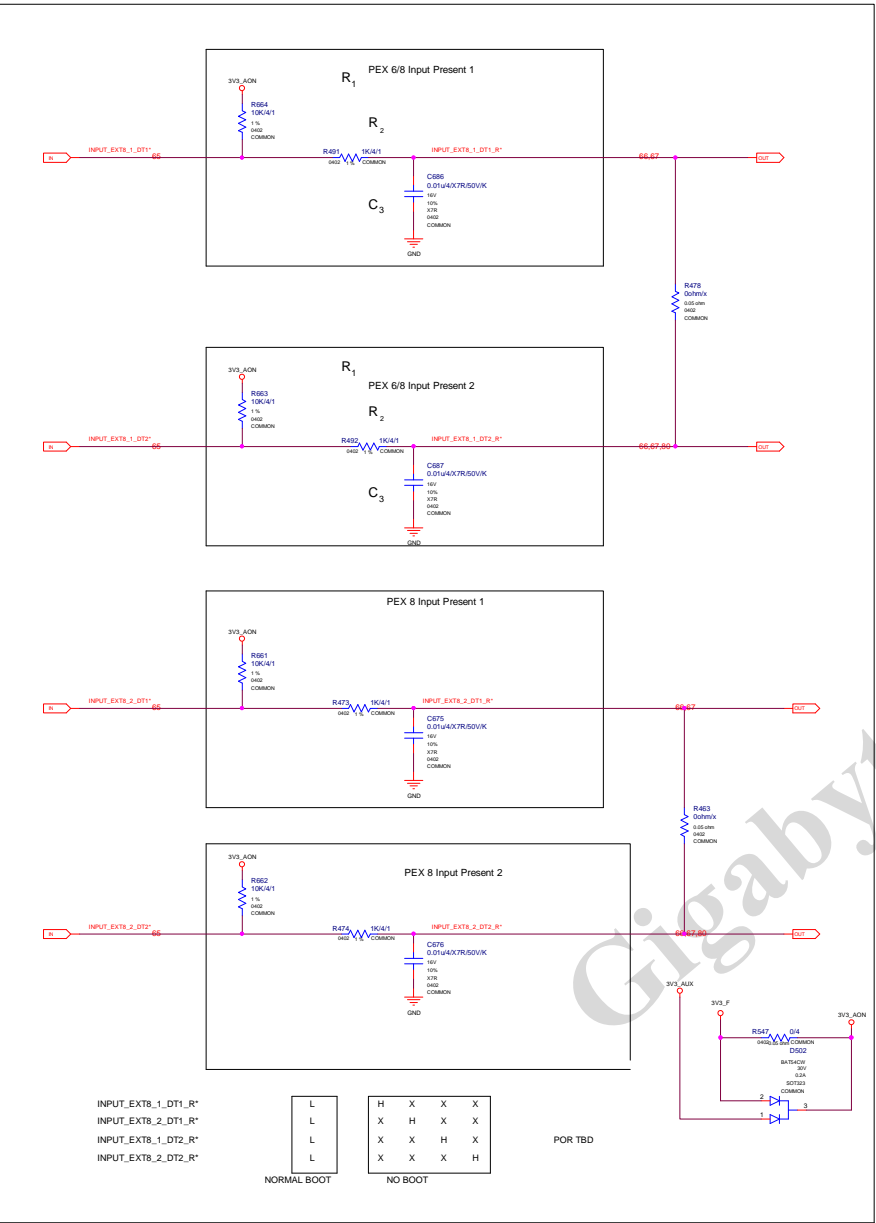 PEX 6/8 Input Present 1
3V3_AON
R1
R664
10K/4/1
1 %
0402
COMMON
R2
IN
INPUT_EXT8_1_DT1*
65
R491
1K/4/1
0402
1 %
COMMON
INPUT_EXT8_1_DT1_R*
66,67
OUT
C686
0.01u/4/X7R/50V/K
16V
10%
X7R
0402
COMMON
C3
GND
R478
0ohm/x
0.05 ohm
0402
COMMON
3V3_AON
R1
PEX 6/8 Input Present 2
R663
10K/4/1
1 %
0402
COMMON
R2
IN
INPUT_EXT8_1_DT2*
65
R492
1K/4/1
0402
1 %
COMMON
INPUT_EXT8_1_DT2_R*
66,67,80
OUT
C687
0.01u/4/X7R/50V/K
16V
10%
X7R
0402
COMMON
C3
GND
PEX 8 Input Present 1
3V3_AON
R661
10K/4/1
1 %
0402
COMMON
IN
INPUT_EXT8_2_DT1*
65
R473
1K/4/1
0402
1 %
COMMON
INPUT_EXT8_2_DT1_R*
66,67
OUT
C675
0.01u/4/X7R/50V/K
16V
10%
X7R
0402
COMMON
GND
R463
0ohm/x
0.05 ohm
0402
COMMON
3V3_AON
PEX 8 Input Present 2
R662
10K/4/1
1 %
0402
COMMON
IN
INPUT_EXT8_2_DT2*
65
R474
1K/4/1
0402
1 %
COMMON
INPUT_EXT8_2_DT2_R*
66,67,80
OUT
C676
0.01u/4/X7R/50V/K
16V
10%
X7R
0402
COMMON
GND
Gigabyt
3V3_AUX
3V3_F
3V3_AON
R547
0/4
0402
0.05 ohm
COMMON
D502
BAT54CW
30V
0.2A
SOT323
COMMON
2
1
3
INPUT_EXT8_1_DT1_R* L H X X X
INPUT_EXT8_2_DT1_R* L X H X X
INPUT_EXT8_1_DT2_R* L X X H X POR TBD
INPUT_EXT8_2_DT2_R* L X X X H
NORMAL BOOT NO BOOT